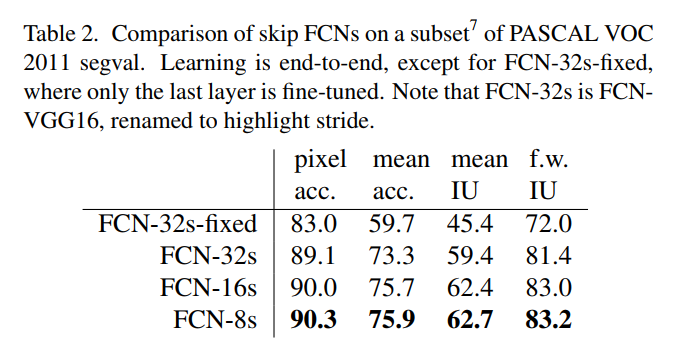 Table 2. Comparison of skip FCNs on a subset7 of PASCAL VOC
2011 segval. Learning is end-to-end, except for FCN-32s-fixed,
where only the last layer is fine-tuned. Note that FCN-32s is FCN-
VGG16, renamed to highlight stride.
pixel mean mean f.w.
acc. acc. IU IU
FCN-32s-fixed 83.0 59.7 45.4 72.0
FCN-32s 89.1 73.3 59.4 81.4
FCN-16s 90.0 75.7 62.4 83.0
FCN-8s 90.3 75.9 62.7 83.2